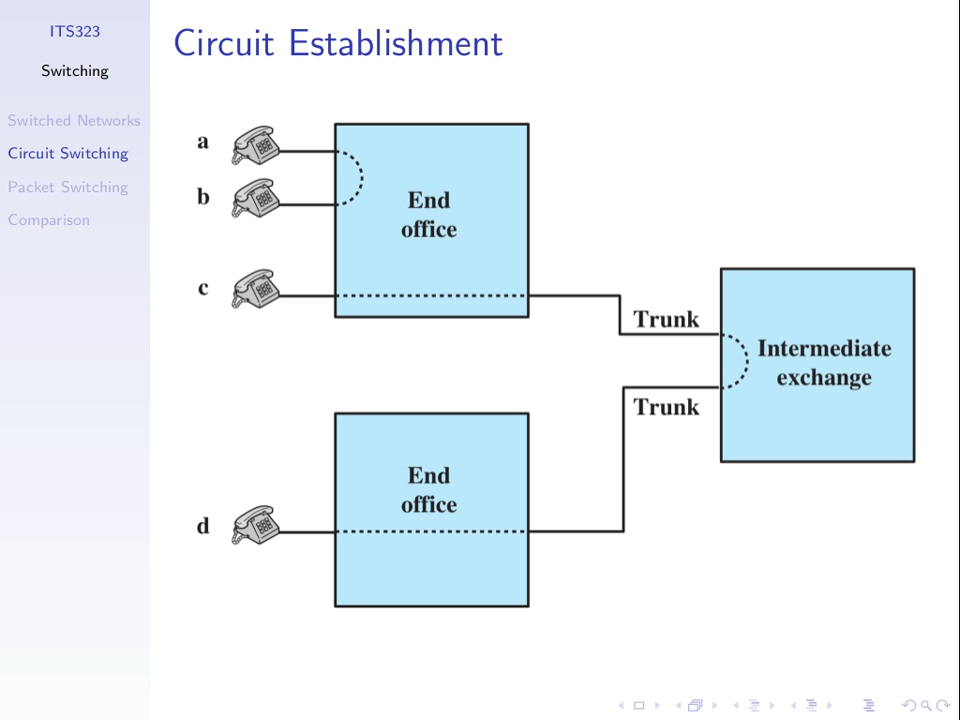 ITS323
Switching
Switched Networks
Circuit Switching
Packet Switching
Comparison
Circuit Establishment
a
b
End
office
c
Trunk
Intermediate
exchange
Trunk
End
office
d